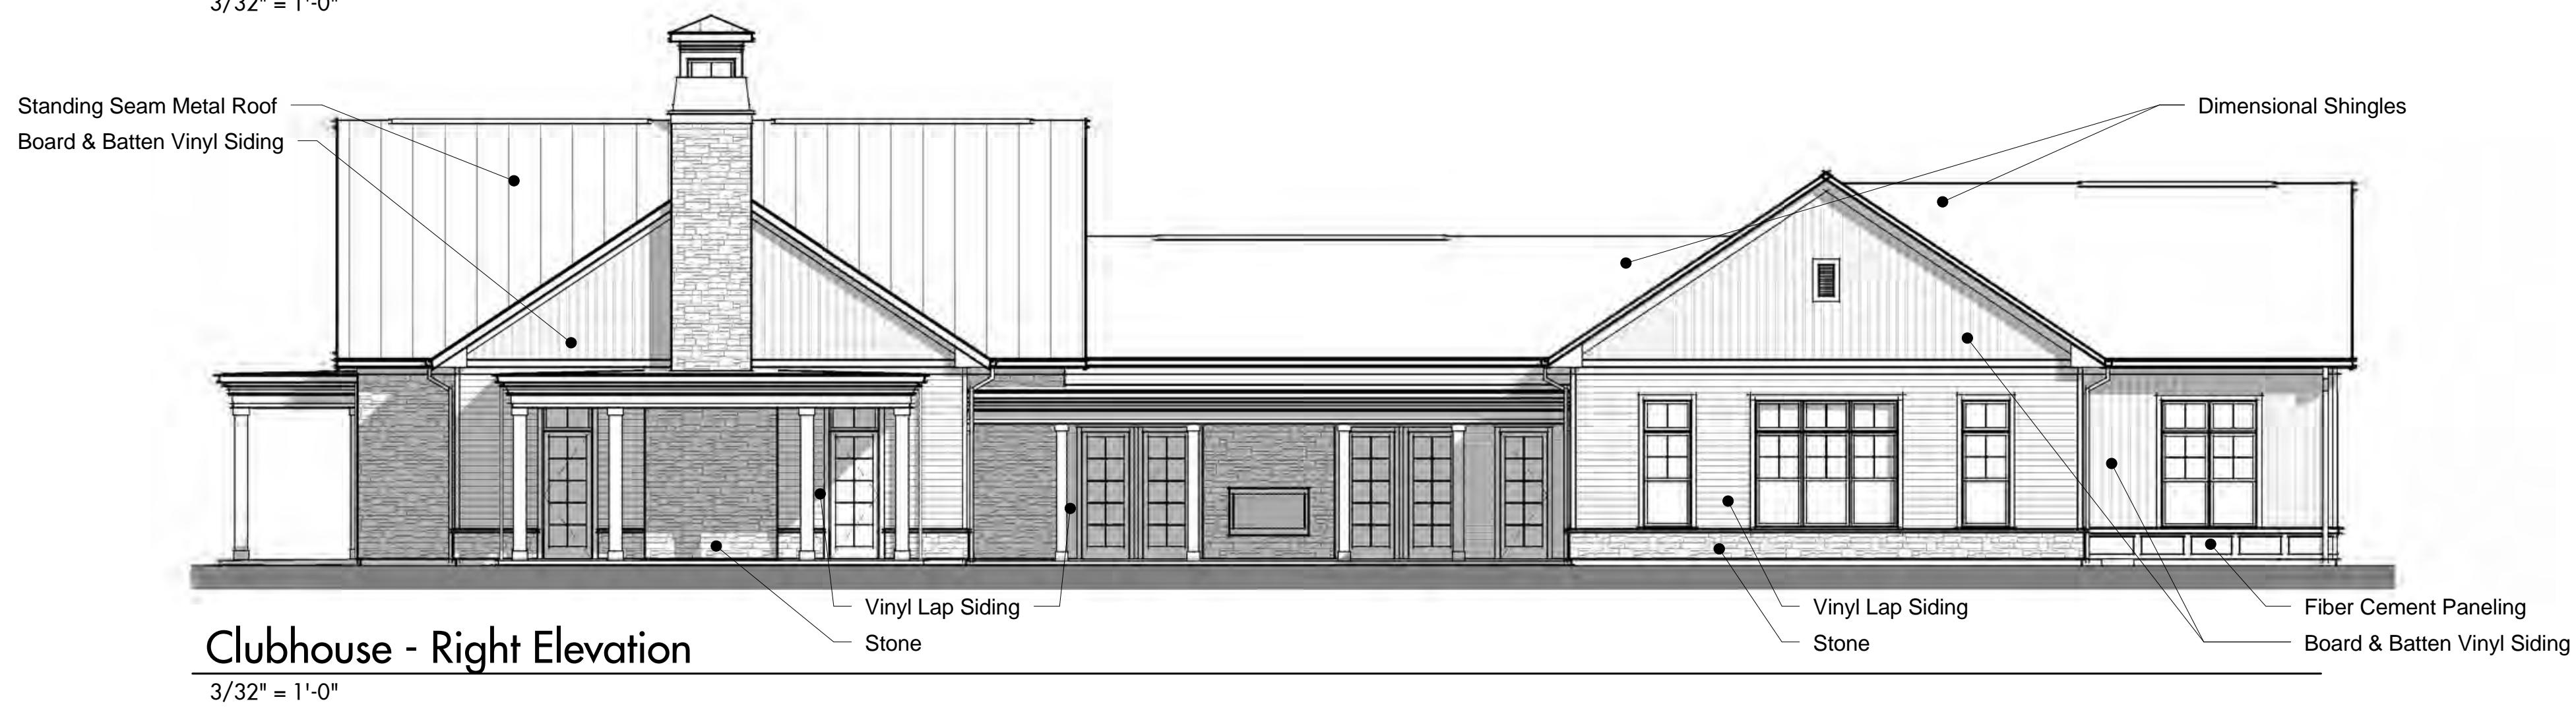 3/32" = 1'-0"
Standing Seam Metal Roof
Dimensional Shingles
Board & Batten Vinyl Siding
Vinyl Lap Siding
Vinyl Lap Siding
Fiber Cement Paneling
Stone
Stone
Board & Batten Vinyl Siding
Clubhouse - Right Elevation
3/32" = 1'-0"